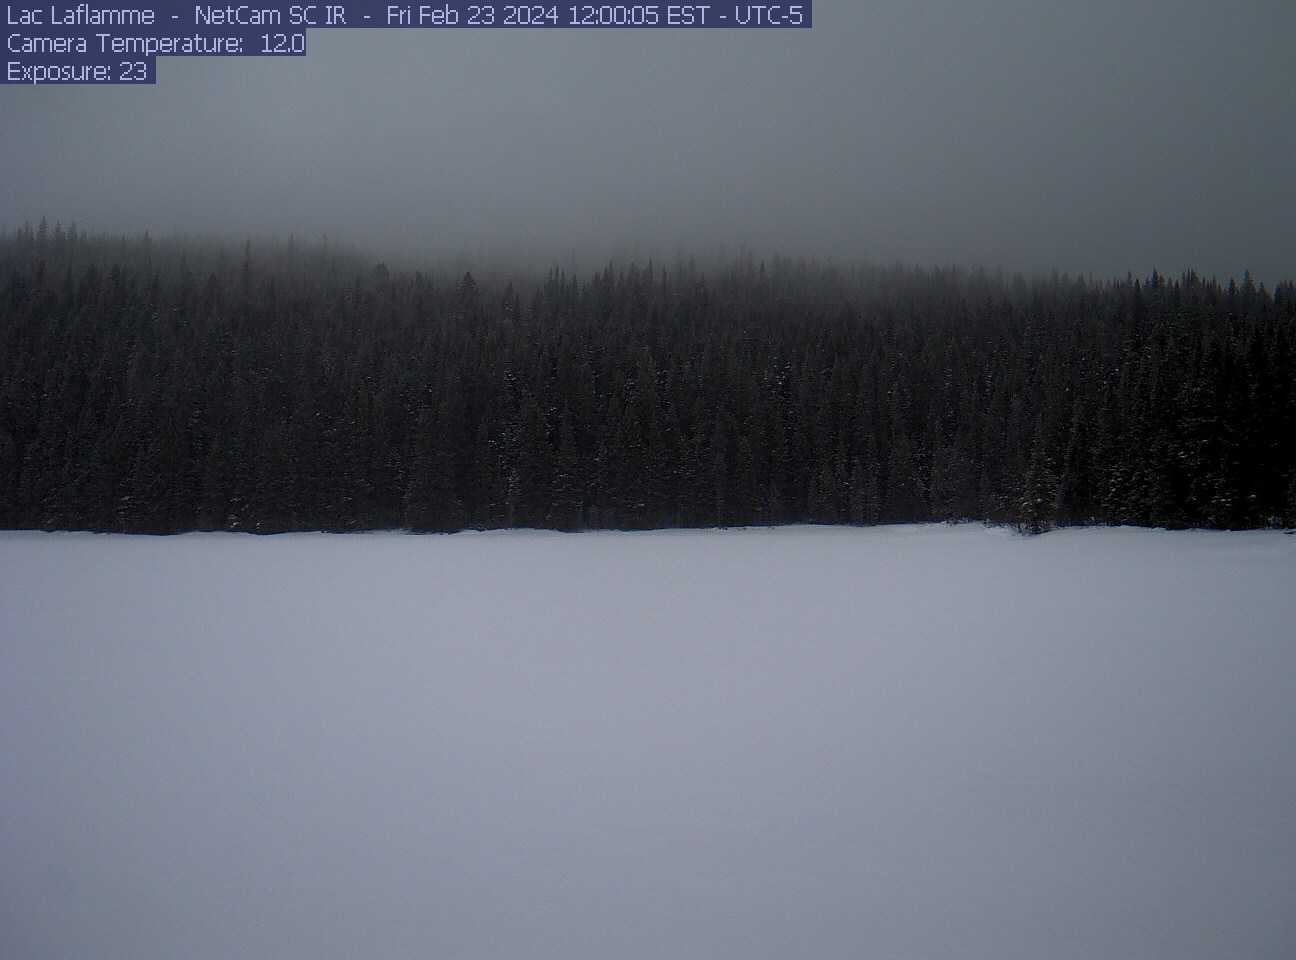 Lac Laflamme - NetCam SC IR - Fri Feb 23 2024 12:00:05 EST - UTC-5
Camera Temperature: 12.0
Exposure: 23